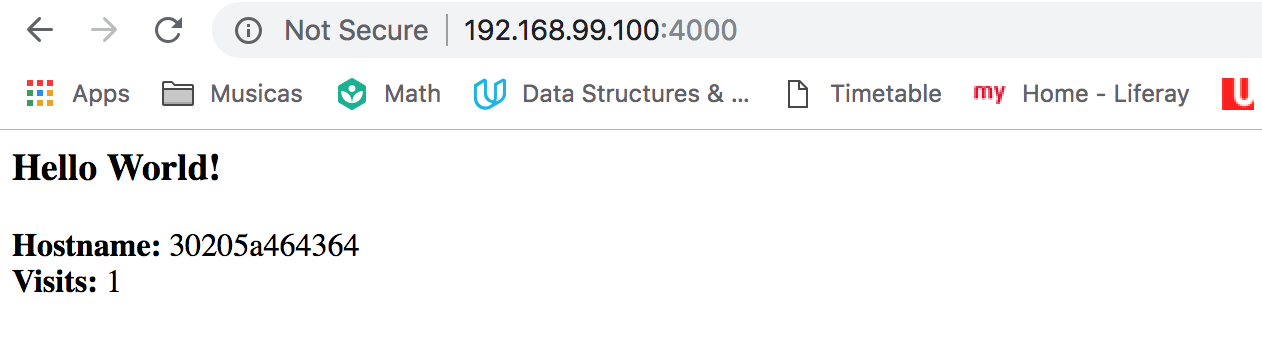 Not Secure 192.168.99.100:4000
Apps Musicas Math Data Structures & ... Timetable my Home - Liferay U
Hello World!
Hostname: 30205a464364
Visits: 1